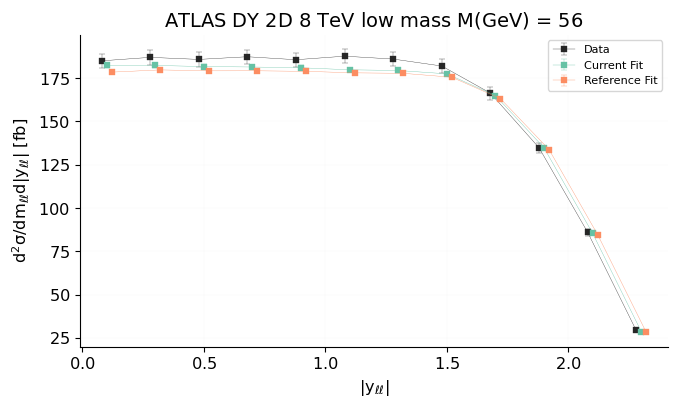 ATLAS DY 2D 8 TeV low mass M(GeV) = 56
Data
Current Fit
Reference Fit
d²σ/dm_ℓℓd|y_ℓℓ| [fb]
175
150
125
100
75
50
25
0.0 0.5 1.0 1.5 2.0
|y_ℓℓ|